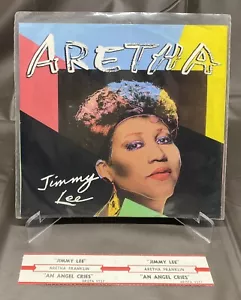 ARETHA
Jimmy
Lee
"JIMMY LEE" "JIMMY LEE"
ARETHA FRANKLIN ARETHA FRANKLIN
"AN ANGEL CRIES" "AN ANGEL CRIES"